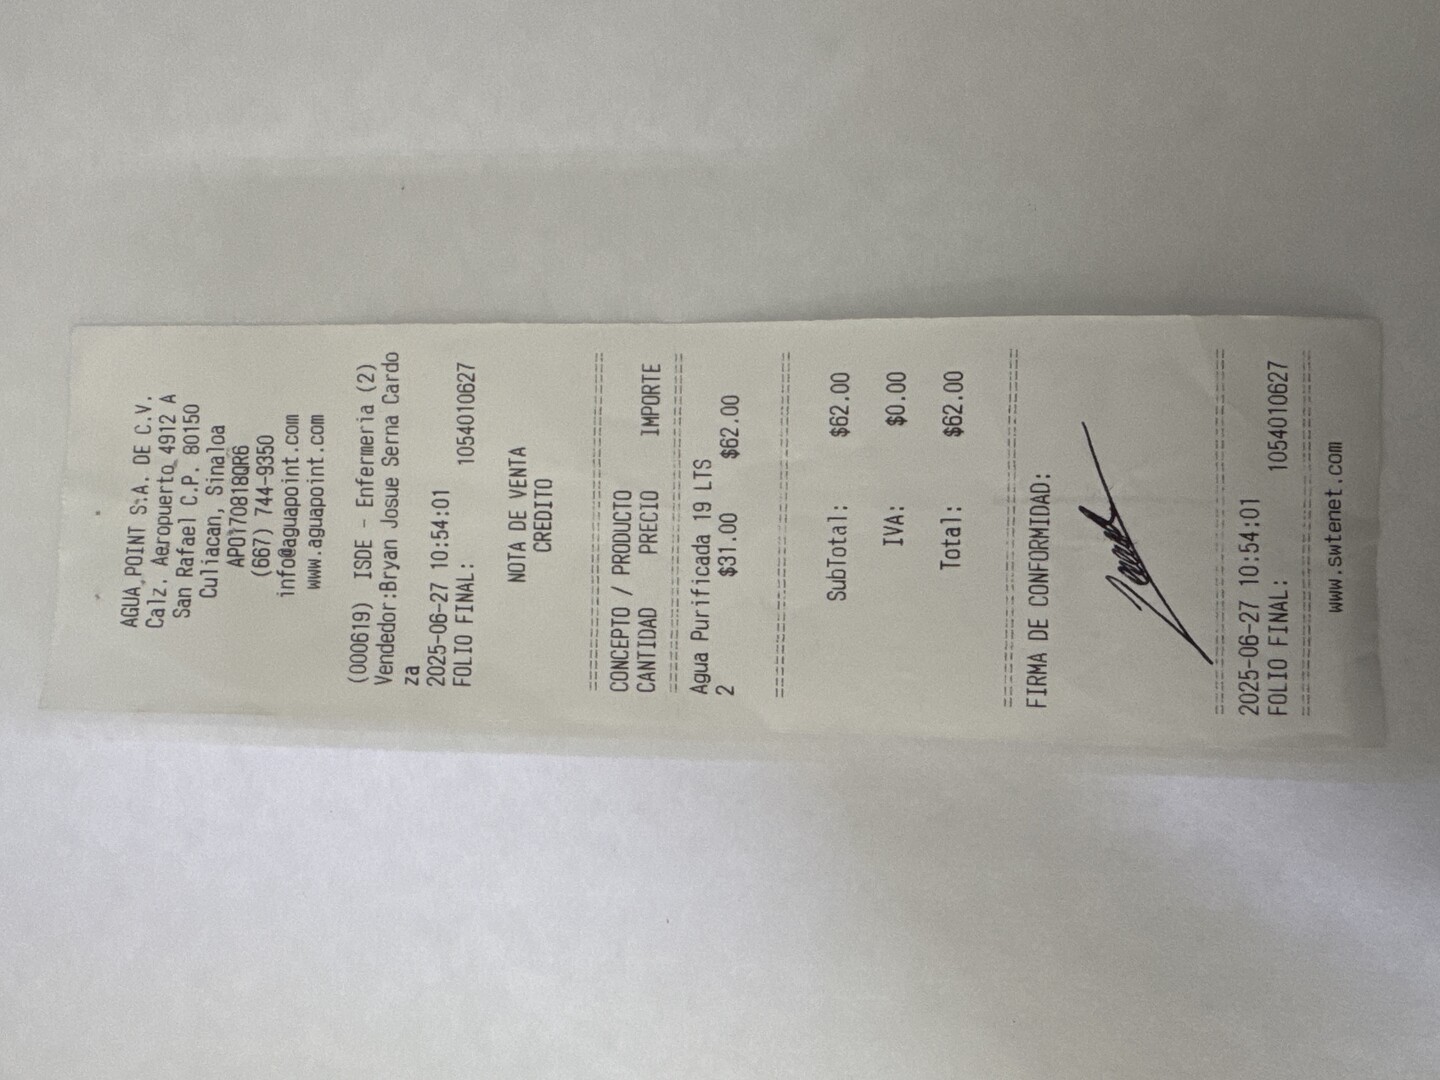 AGUA POINT S.A. DE C.V.
Calz. Aeropuerto 4912 A
San Rafael C.P. 80150
Culiacan, Sinaloa
APO170818QR6
(667) 744-9350
info@aguapoint.com
www.aguapoint.com
(000619) ISDE - Enfermeria (2)
Vendedor:Bryan Josue Serna Cardo
za
2025-06-27 10:54:01
FOLIO FINAL: 1054010627
NOTA DE VENTA
CREDITO
================================
CONCEPTO / PRODUCTO
CANTIDAD PRECIO IMPORTE
================================
Agua Purificada 19 LTS
2 $31.00 $62.00
================================
SubTotal: $62.00
IVA: $0.00
Total: $62.00
================================
FIRMA DE CONFORMIDAD:
================================
2025-06-27 10:54:01
FOLIO FINAL: 1054010627
================================
www.swtenet.com